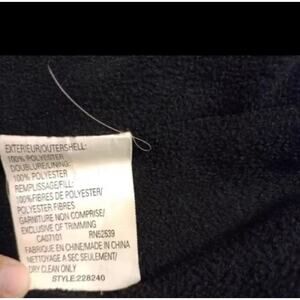 EXTERIEUR/OUTERSHELL:
100% POLYESTER
DOUBLURE/LINING:
100% POLYESTER
REMPLISSAGE/FILL:
100%FIBRES DE POLYESTER/
POLYESTER FIBRES
GARNITURE NON COMPRISE/
EXCLUSIVE OF TRIMMING
CA07101 RN52539
FABRIQUE EN CHINE/MADE IN CHINA
NETTOYAGE A SEC SEULEMENT/
DRY CLEAN ONLY
STYLE:228240